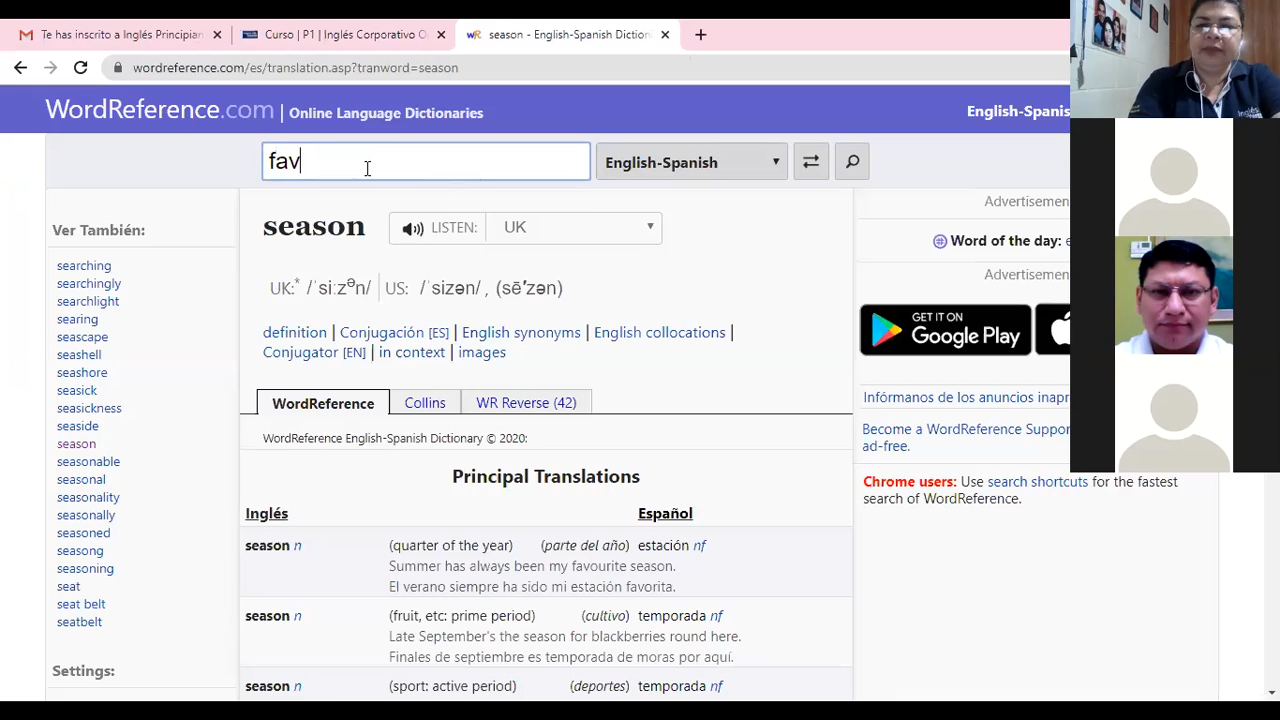 Te has inscrito a Inglés Principian
Curso | P1 | Inglés Corporativo O
season - English-Spanish Diction
wordreference.com/es/translation.asp?tranword=season
WordReference.com | Online Language Dictionaries
English-Spanis
fav
English-Spanish
Ver También:
searching
searchingly
searchlight
searing
seascape
seashell
seashore
seasick
seasickness
seaside
season
seasonable
seasonal
seasonality
seasonally
seasoned
seasong
seasoning
seat
seat belt
seatbelt
Settings:
season
LISTEN:
UK
UK:* /ˈsiːzᵊn/ US: /ˈsizən/ , (sē′zən)
definition | Conjugación [ES] | English synonyms | English collocations |
Conjugator [EN] | in context | images
WordReference
Collins
WR Reverse (42)
WordReference English-Spanish Dictionary © 2020:
Principal Translations
Inglés
Español
season n (quarter of the year) (parte del año) estación nf
Summer has always been my favourite season.
El verano siempre ha sido mi estación favorita.
season n (fruit, etc: prime period) (cultivo) temporada nf
Late September's the season for blackberries round here.
Finales de septiembre es temporada de moras por aquí.
season n (sport: active period) (deportes) temporada nf
Advertisemen
Word of the day:
Advertisemen
GET IT ON
Google Play
Infórmanos de los anuncios inapr
Become a WordReference Suppor
ad-free.
Chrome users: Use search shortcuts for the fastest
search of WordReference.